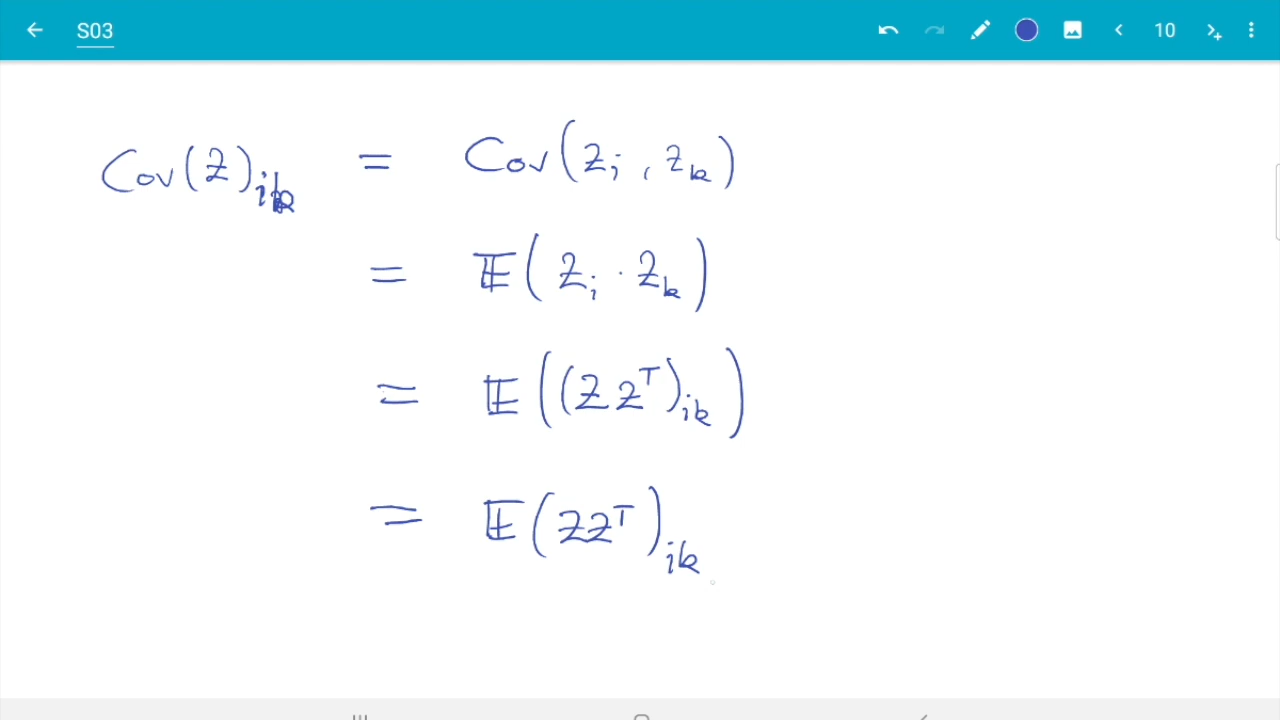 S03 10
Cov(Z)ᵢₖ = Cov(Zᵢ, Zₖ)
= 𝔼(Zᵢ · Zₖ)
= 𝔼((ZZᵀ)ᵢₖ)
= 𝔼(ZZᵀ)ᵢₖ